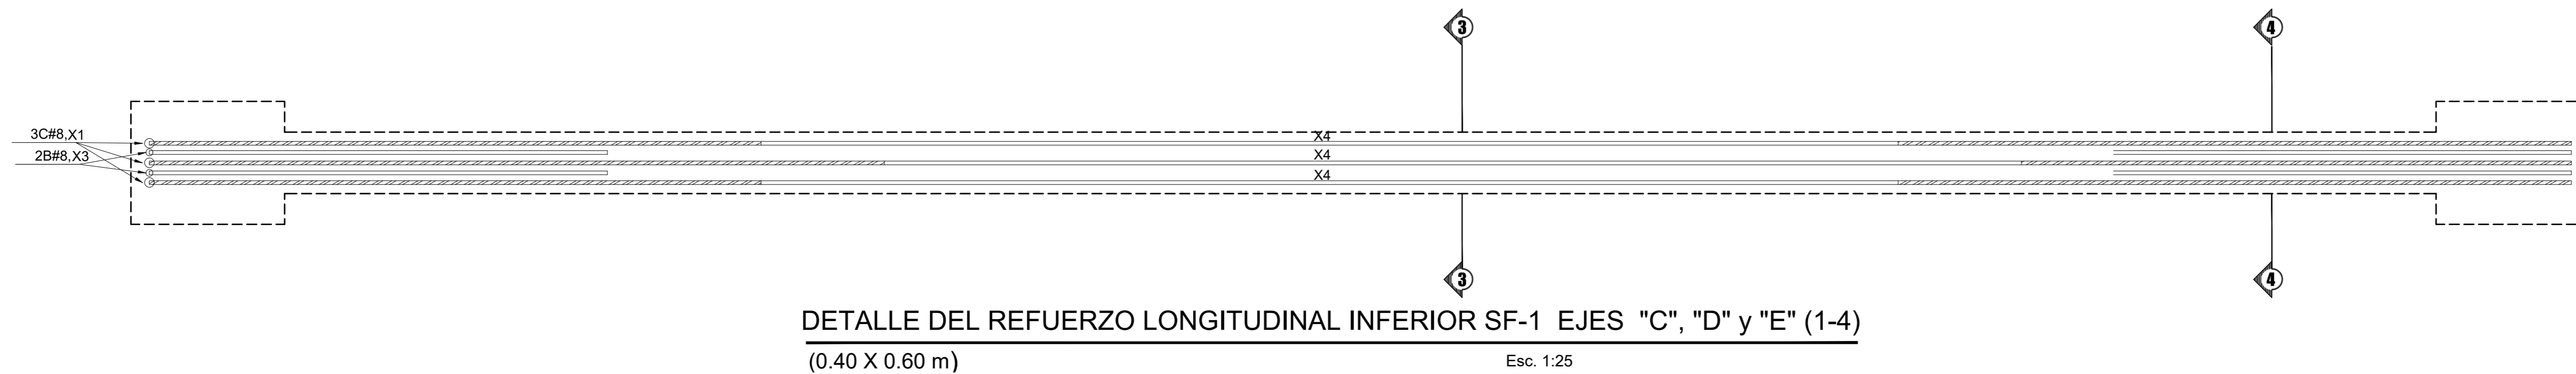 3
4
3C#8,X1
2B#8,X3
X4
X4
X4
3
4
DETALLE DEL REFUERZO LONGITUDINAL INFERIOR SF-1 EJES "C", "D" y "E" (1-4)
(0.40 X 0.60 m)
Esc. 1:25